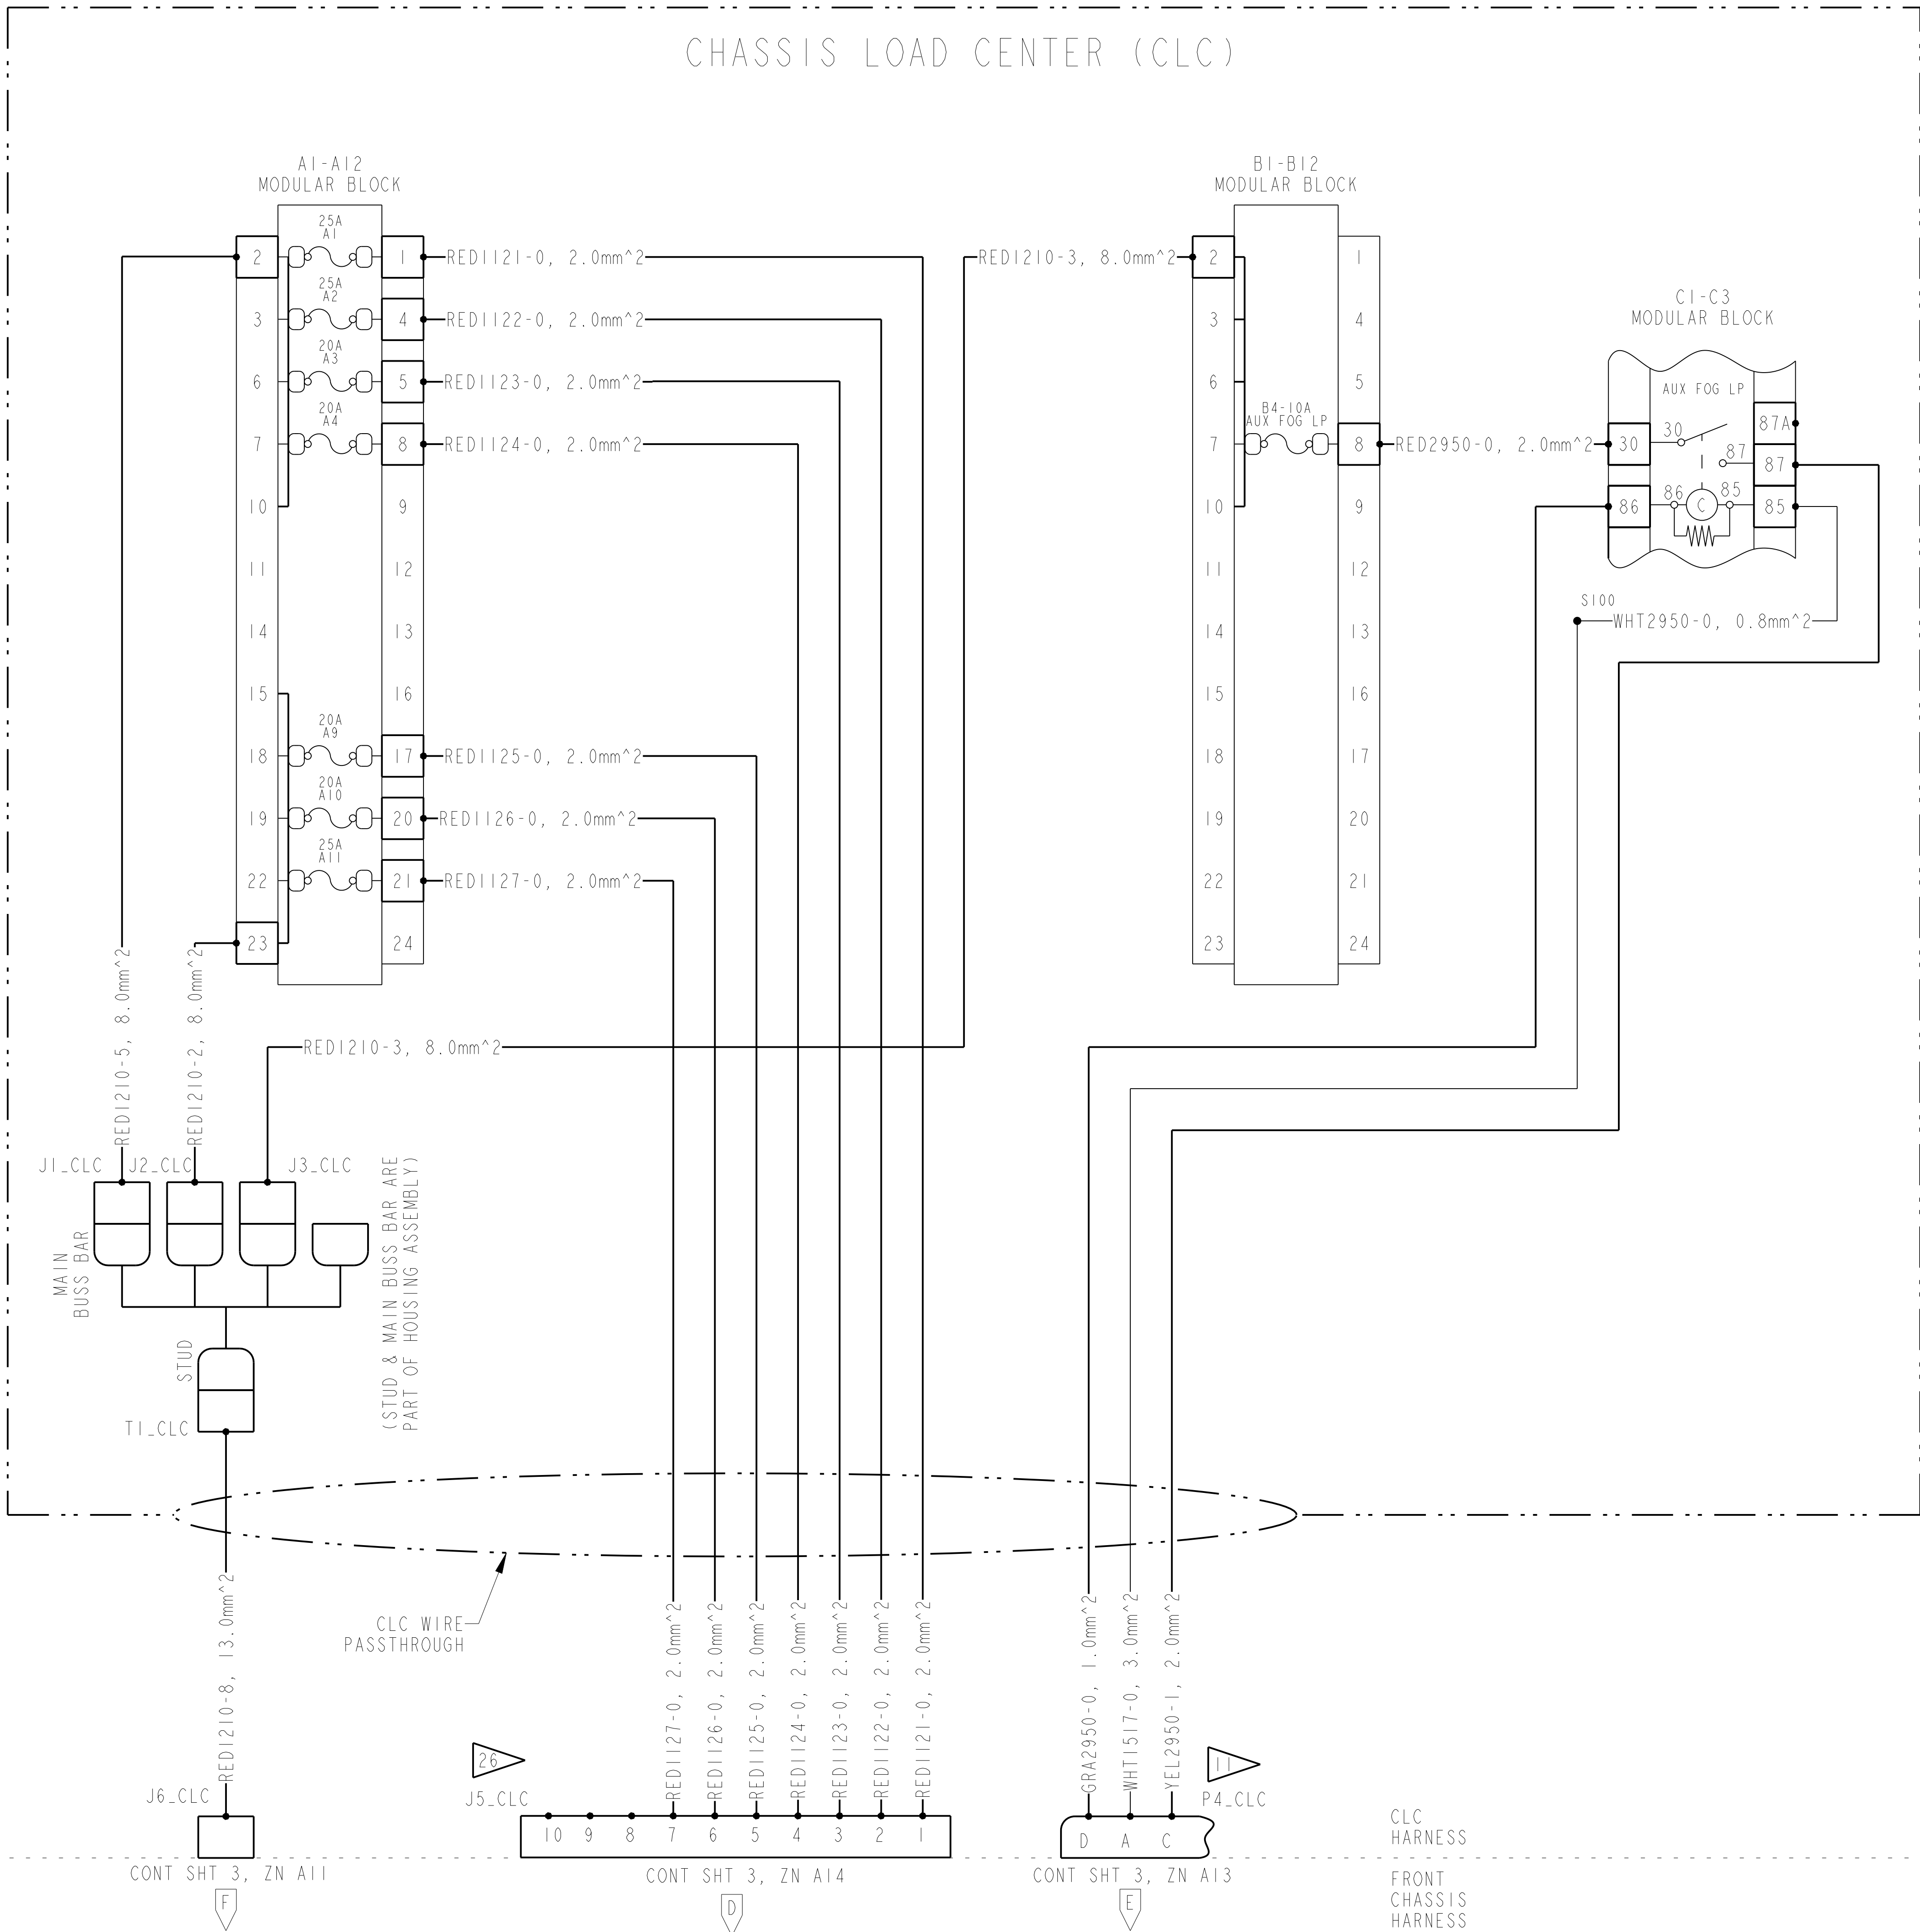 CHASSIS LOAD CENTER (CLC)
A1-A12
MODULAR BLOCK
25A
A1
2
1
RED1121-0, 2.0mm^2
25A
A2
3
4
RED1122-0, 2.0mm^2
20A
A3
6
5
RED1123-0, 2.0mm^2
20A
A4
7
8
RED1124-0, 2.0mm^2
10
9
11
12
14
13
15
16
20A
A9
18
17
RED1125-0, 2.0mm^2
20A
A10
19
20
RED1126-0, 2.0mm^2
25A
A11
22
21
RED1127-0, 2.0mm^2
23
24
B1-B12
MODULAR BLOCK
RED1210-3, 8.0mm^2
2
1
3
4
6
5
B4-10A
AUX FOG LP
7
8
RED2950-0, 2.0mm^2
10
9
11
12
14
13
15
16
18
17
19
20
22
21
23
24
C1-C3
MODULAR BLOCK
AUX FOG LP
87A
30
30
87
87
86
86
C
85
85
S100
WHT2950-0, 0.8mm^2
RED1210-5, 8.0mm^2
RED1210-2, 8.0mm^2
RED1210-3, 8.0mm^2
J1_CLC
J2_CLC
J3_CLC
MAIN
BUSS BAR
(STUD & MAIN BUSS BAR ARE
PART OF HOUSING ASSEMBLY)
STUD
T1_CLC
CLC WIRE
PASSTHROUGH
RED1210-8, 13.0mm^2
RED1127-0, 2.0mm^2
RED1126-0, 2.0mm^2
RED1125-0, 2.0mm^2
RED1124-0, 2.0mm^2
RED1123-0, 2.0mm^2
RED1122-0, 2.0mm^2
RED1121-0, 2.0mm^2
GRA2950-0, 1.0mm^2
WHT1517-0, 3.0mm^2
YEL2950-1, 2.0mm^2
26
11
J6_CLC
J5_CLC
P4_CLC
10 9 8 7 6 5 4 3 2 1
D A C
CLC
HARNESS
CONT SHT 3, ZN A11
CONT SHT 3, ZN A14
CONT SHT 3, ZN A13
F
D
E
FRONT
CHASSIS
HARNESS